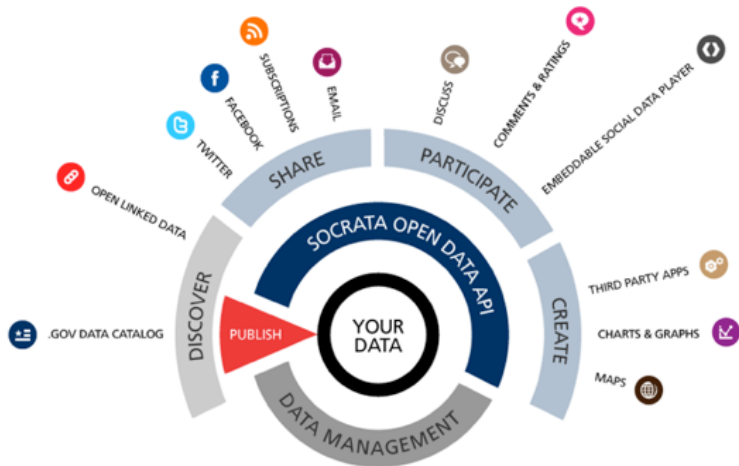 SUBSCRIPTIONS
FACEBOOK
TWITTER
EMAIL
DISCUSS
COMMENTS & RATINGS
EMBEDDABLE SOCIAL DATA PLAYER
OPEN LINKED DATA
SHARE
PARTICIPATE
DISCOVER
SOCRATA OPEN DATA API
THIRD PARTY APPS
CREATE
.GOV DATA CATALOG
PUBLISH
YOUR
DATA
CHARTS & GRAPHS
MAPS
DATA MANAGEMENT